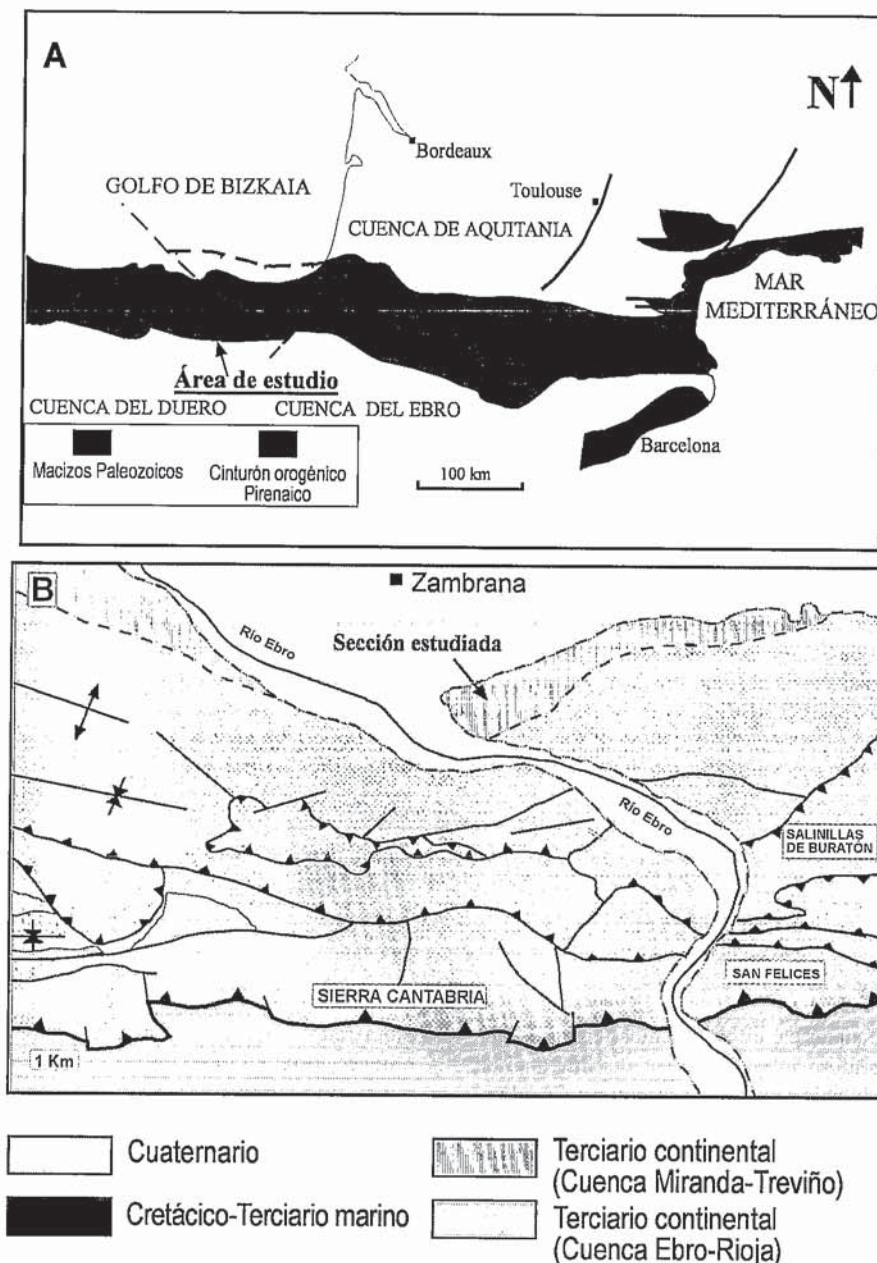 A
N
Bordeaux
GOLFO DE BIZKAIA
Toulouse
CUENCA DE AQUITANIA
MAR
MEDITERRÁNEO
Área de estudio
CUENCA DEL DUERO
CUENCA DEL EBRO
Barcelona
Macizos Paleozoicos
Cinturón orogénico
Pirenaico
100 km
B
Zambrana
Río Ebro
Sección estudiada
Río Ebro
SALINILLAS
DE BURATÓN
SAN FELICES
SIERRA CANTABRIA
1 Km
Cuaternario
Terciario continental
(Cuenca Miranda-Treviño)
Cretácico-Terciario marino
Terciario continental
(Cuenca Ebro-Rioja)